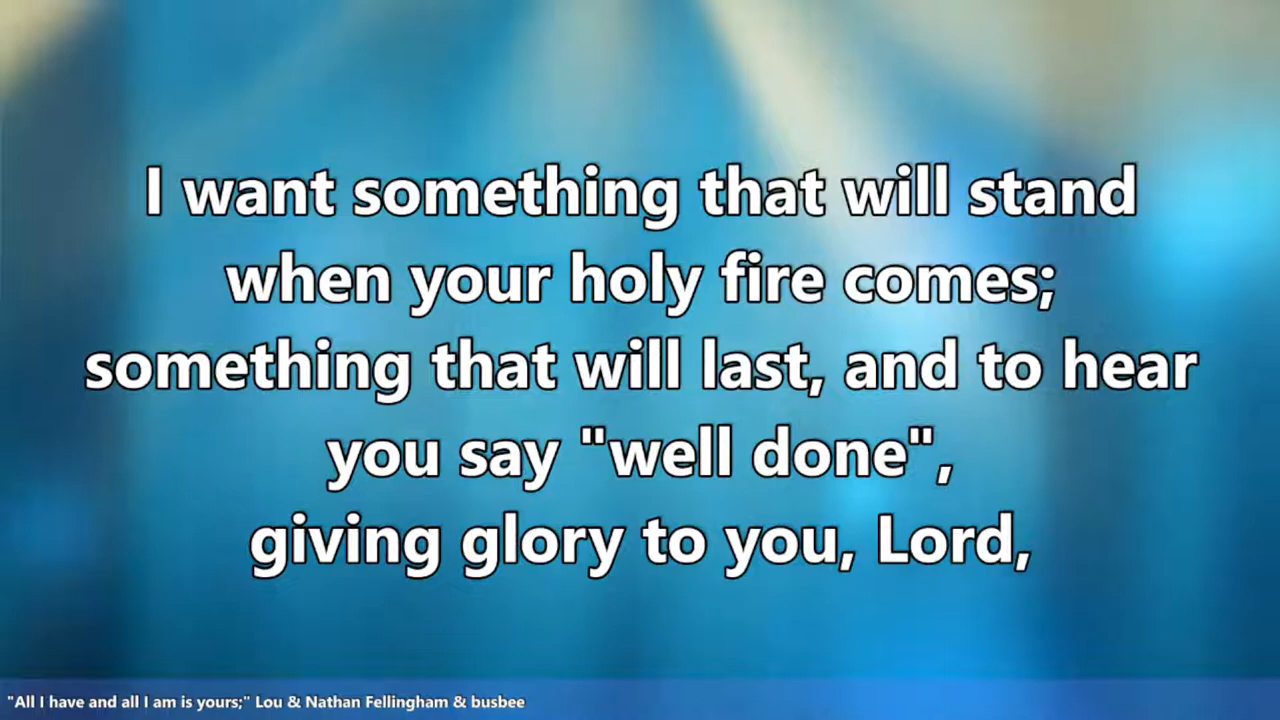 I want something that will stand
when your holy fire comes;
something that will last, and to hear
you say "well done",
giving glory to you, Lord,
"All I have and all I am is yours;" Lou & Nathan Fellingham & busbee